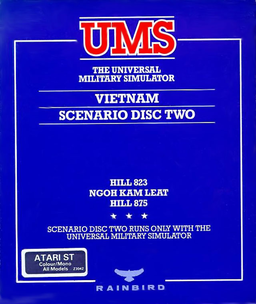 UMS
THE UNIVERSAL
MILITARY SIMULATOR
VIETNAM
SCENARIO DISC TWO
HILL 823
NGOH KAM LEAT
HILL 875
SCENARIO DISC TWO RUNS ONLY WITH THE
UNIVERSAL MILITARY SIMULATOR
ATARI ST
Colour/Mono
All Models
RAINBIRD